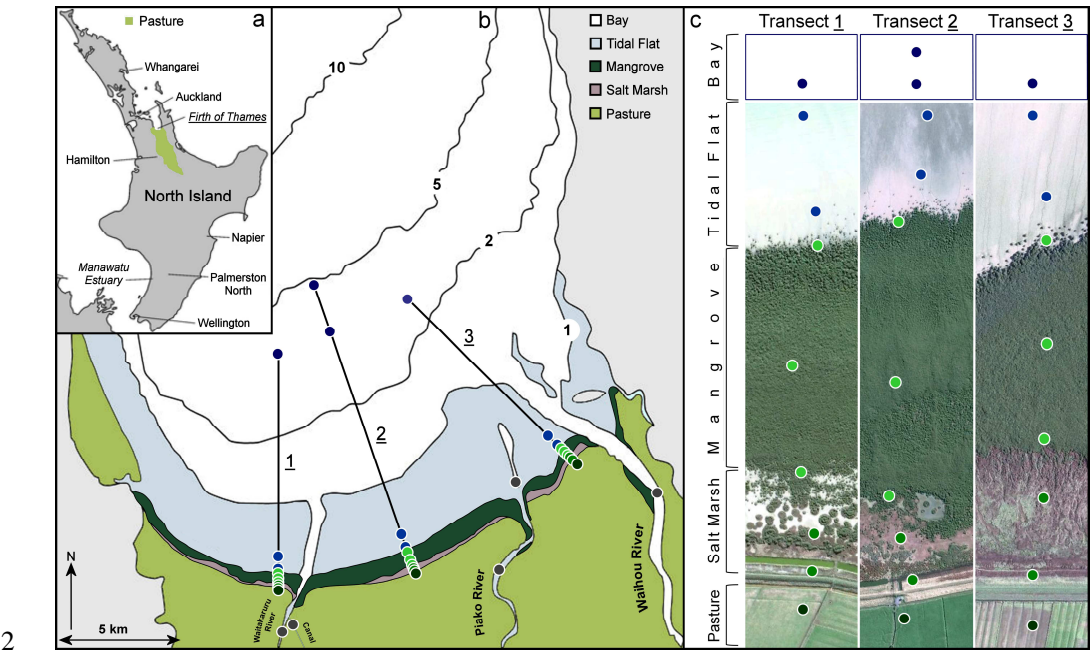 Pasture
a
Whangarei
Auckland
Firth of Thames
Hamilton
North Island
Napier
Manawatu
Estuary
Palmerston
North
Wellington
b
Bay
Tidal Flat
Mangrove
Salt Marsh
Pasture
10
5
2
1
1
2
3
Waitakaruru
River
Canal
Piako River
Waihou River
N
5 km
c
Transect 1
Transect 2
Transect 3
Bay
Tidal Flat
Mangrove
Salt Marsh
Pasture
2